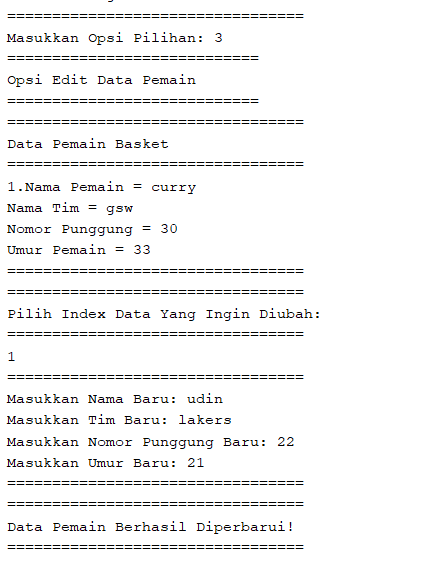 =================================
Masukkan Opsi Pilihan: 3
============================
Opsi Edit Data Pemain
============================
=================================
Data Pemain Basket
=================================
1.Nama Pemain = curry
Nama Tim = gsw
Nomor Punggung = 30
Umur Pemain = 33
=================================
=================================
Pilih Index Data Yang Ingin Diubah:
=================================
1
=================================
Masukkan Nama Baru: udin
Masukkan Tim Baru: lakers
Masukkan Nomor Punggung Baru: 22
Masukkan Umur Baru: 21
=================================
=================================
Data Pemain Berhasil Diperbarui!
=================================